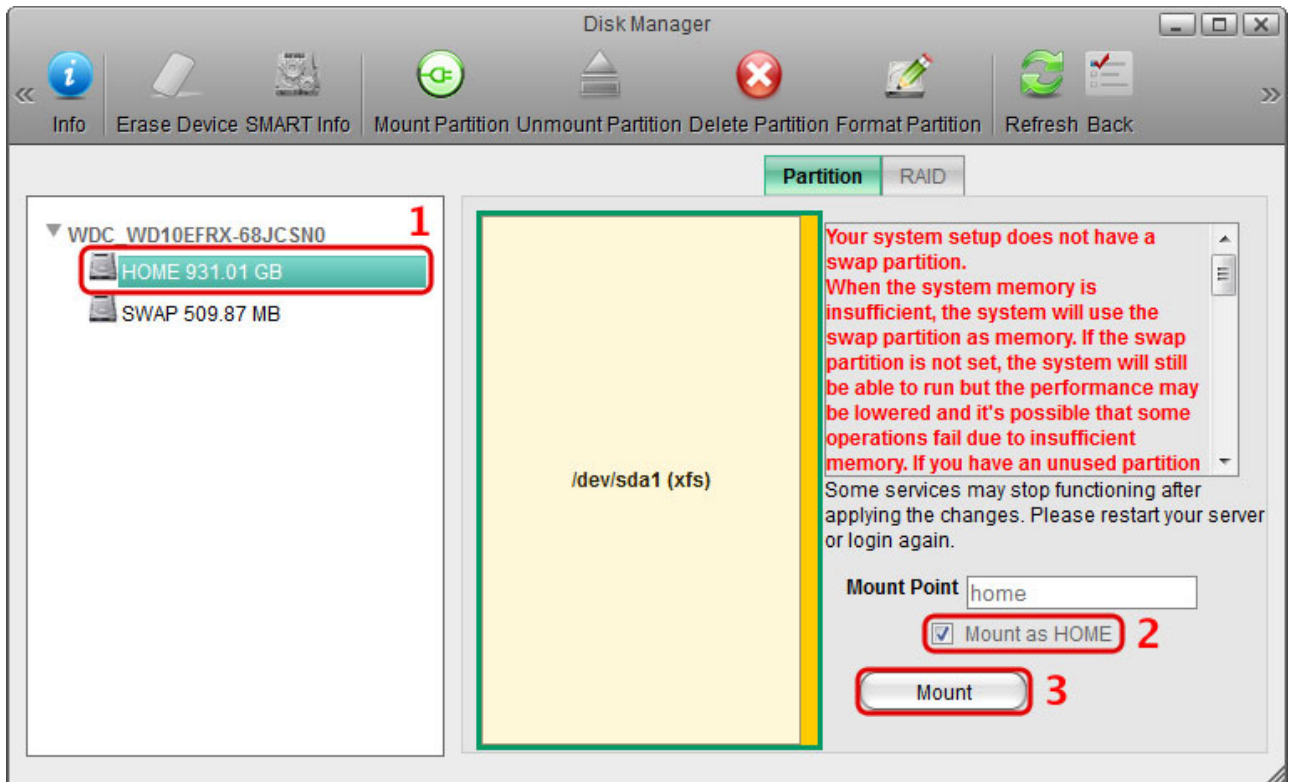 Disk Manager
Info Erase Device SMART Info Mount Partition Unmount Partition Delete Partition Format Partition Refresh Back
Partition RAID
WDC_WD10EFRX-68JCSN0 1
HOME 931.01 GB
SWAP 509.87 MB
/dev/sda1 (xfs)
Your system setup does not have a
swap partition.
When the system memory is
insufficient, the system will use the
swap partition as memory. If the swap
partition is not set, the system will still
be able to run but the performance may
be lowered and it's possible that some
operations fail due to insufficient
memory. If you have an unused partition
Some services may stop functioning after
applying the changes. Please restart your server
or login again.
Mount Point home
Mount as HOME 2
Mount 3